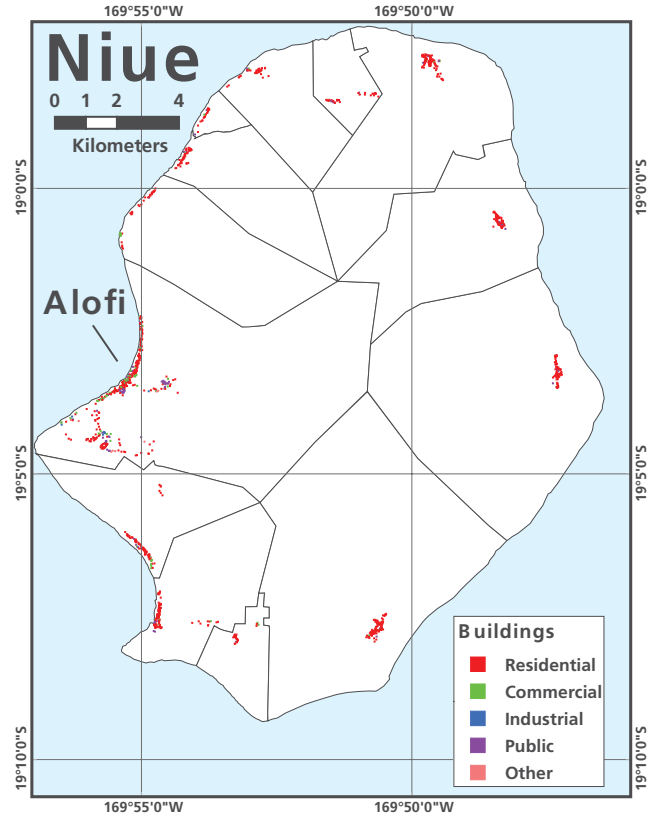 169°55'0"W 169°50'0"W
Niue
0 1 2 4
Kilometers
19°0'0"S 19°0'0"S
Alofi
19°5'0"S 19°5'0"S
Buildings
Residential
Commercial
Industrial
Public
Other
19°10'0"S 19°10'0"S
169°55'0"W 169°50'0"W